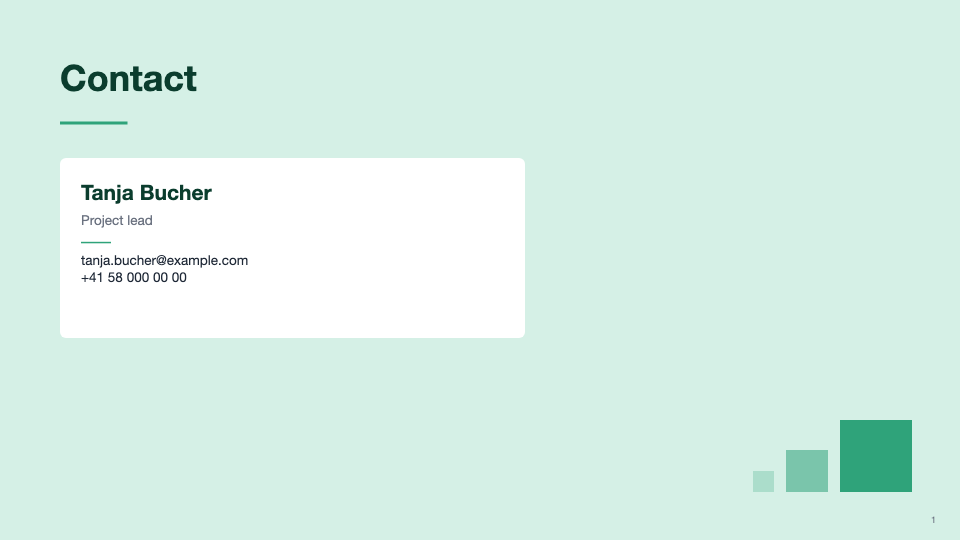 Contact
Tanja Bucher
Project lead
tanja.bucher@example.com
+41 58 000 00 00
1